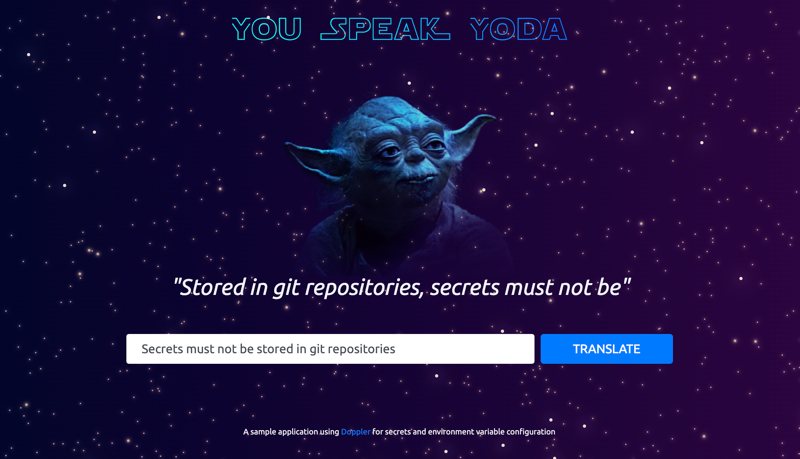 YOU SPEAK YODA
"Stored in git repositories, secrets must not be"
Secrets must not be stored in git repositories
TRANSLATE
A sample application using Doppler for secrets and environment variable configuration